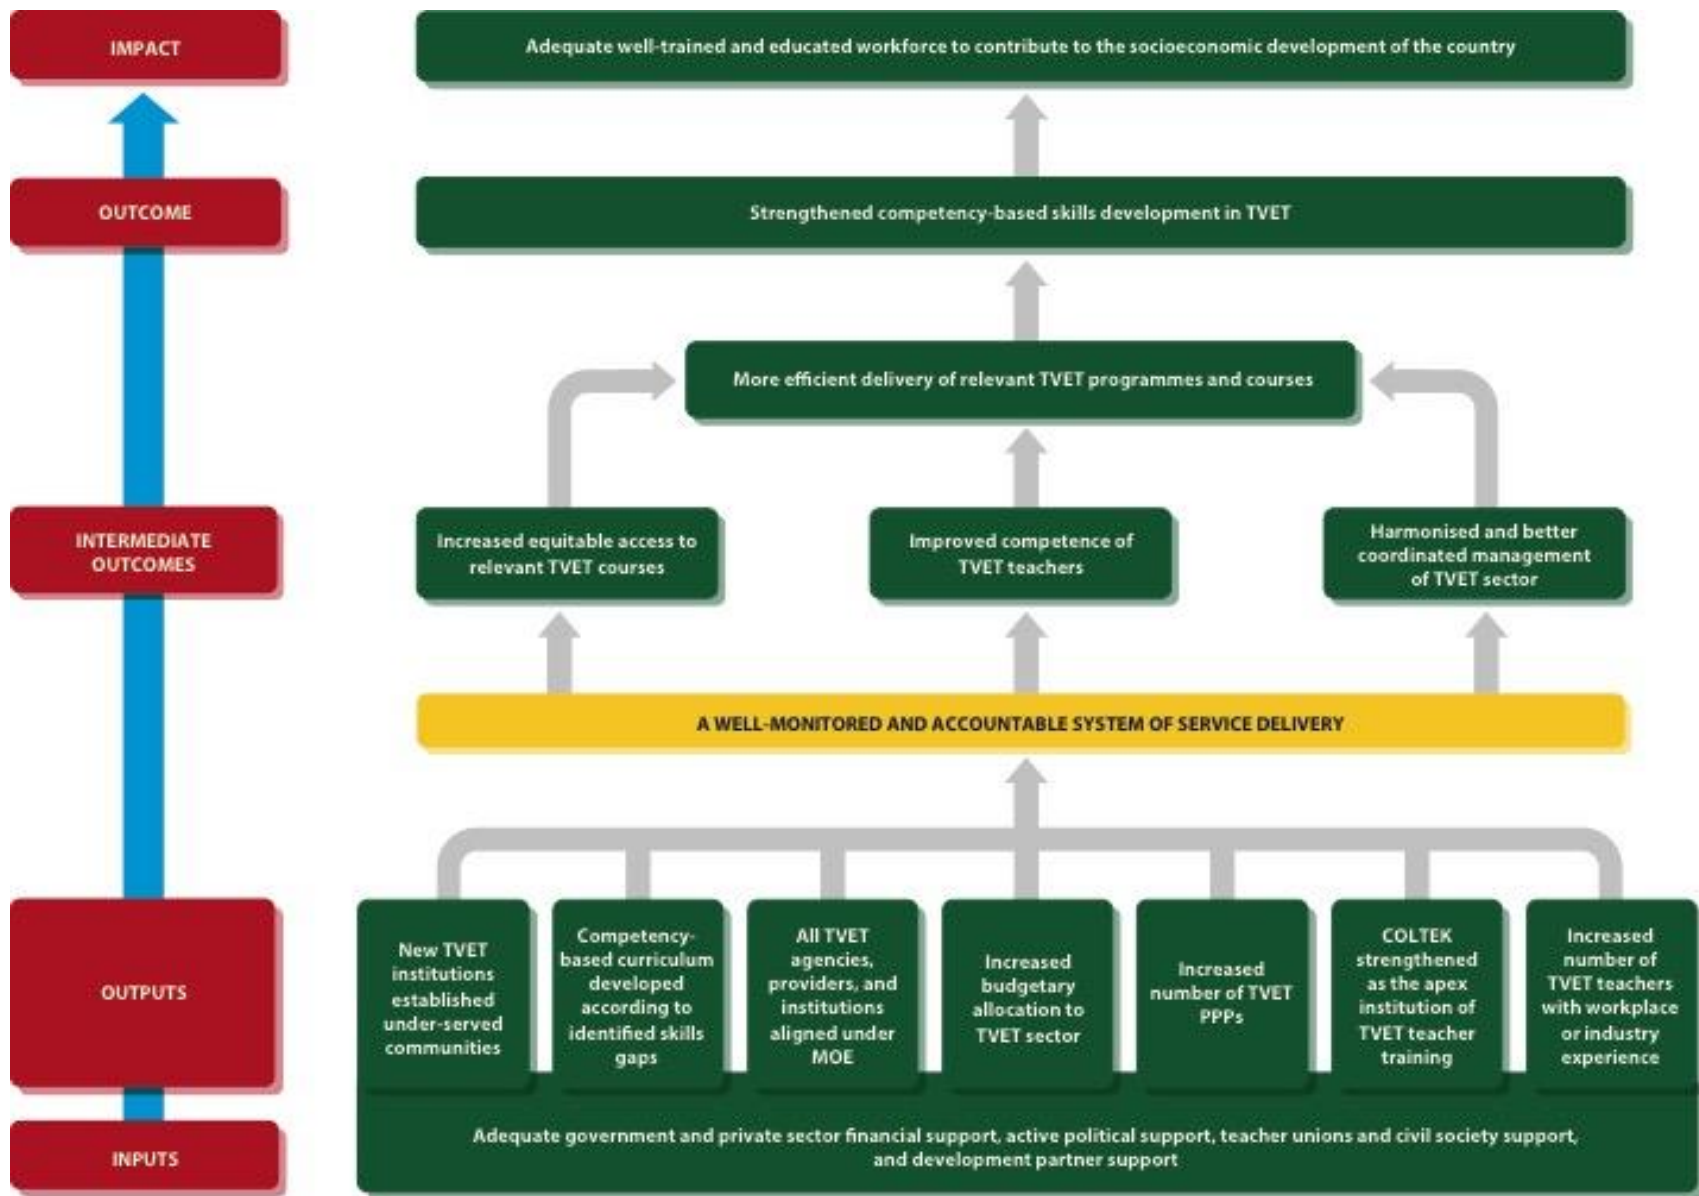 IMPACT
Adequate well-trained and educated workforce to contribute to the socioeconomic development of the country
OUTCOME
Strengthened competency-based skills development in TVET
More efficient delivery of relevant TVET programmes and courses
INTERMEDIATE
OUTCOMES
Increased equitable access to
relevant TVET courses
Improved competence of
TVET teachers
Harmonised and better
coordinated management
of TVET sector
A WELL-MONITORED AND ACCOUNTABLE SYSTEM OF SERVICE DELIVERY
OUTPUTS
New TVET
institutions
established
under-served
communities
Competency-
based curriculum
developed
according to
identified skills
gaps
All TVET
agencies,
providers, and
institutions
aligned under
MOE
Increased
budgetary
allocation to
TVET sector
Increased
number of TVET
PPPs
COLTEK
strengthened
as the apex
institution of
TVET teacher
training
Increased
number of
TVET teachers
with workplace
or industry
experience
INPUTS
Adequate government and private sector financial support, active political support, teacher unions and civil society support,
and development partner support